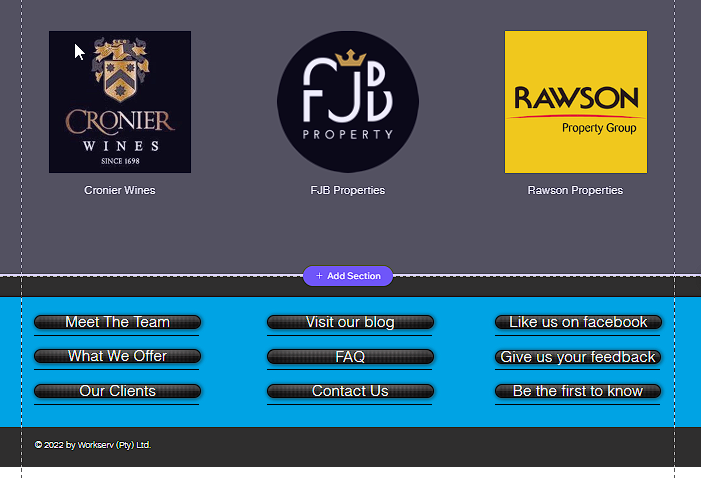 CRONIER
WINES
SINCE 1698
FJB
PROPERTY
RAWSON
Property Group
Cronier Wines
FJB Properties
Rawson Properties
+ Add Section
Meet The Team
Visit our blog
Like us on facebook
What We Offer
FAQ
Give us your feedback
Our Clients
Contact Us
Be the first to know
© 2022 by Workserv (Pty) Ltd.